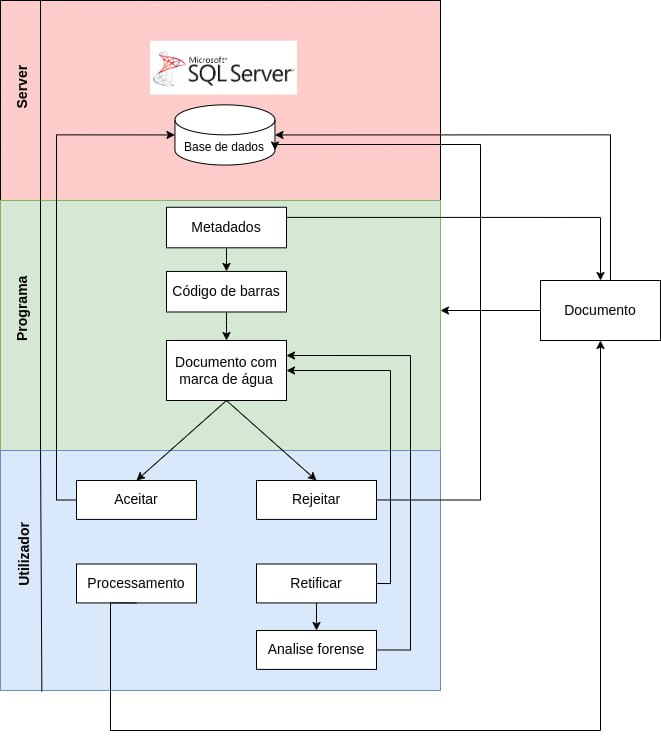 Server
Microsoft
SQL Server
Base de dados
Programa
Metadados
Código de barras
Documento com
marca de água
Documento
Utilizador
Aceitar
Rejeitar
Processamento
Retificar
Analise forense